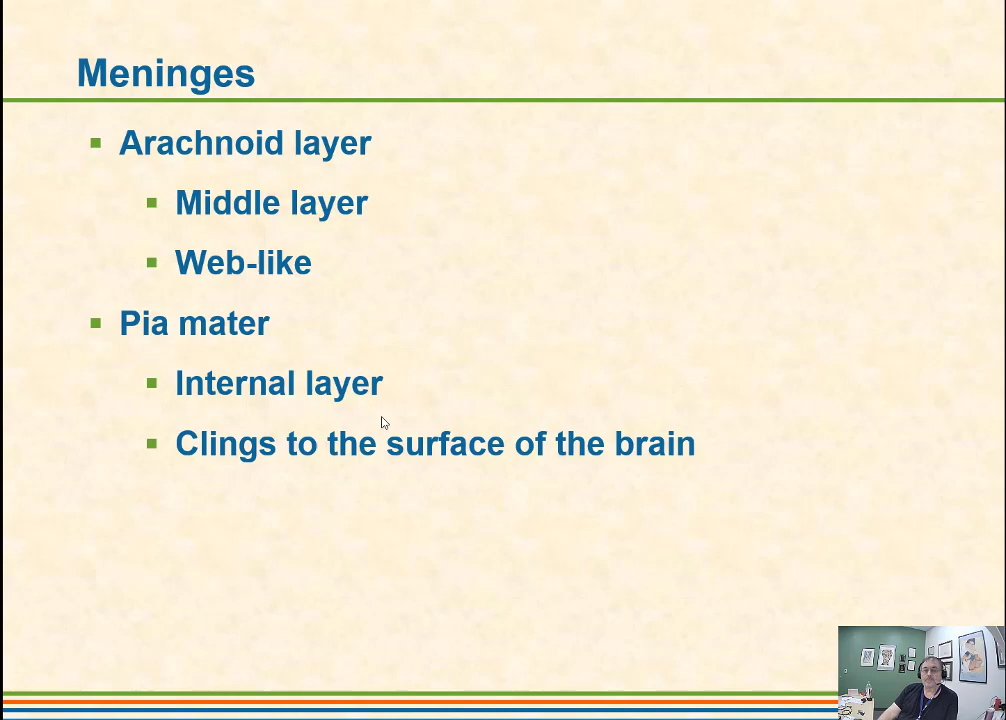 Meninges
Arachnoid layer
Middle layer
Web-like
Pia mater
Internal layer
Clings to the surface of the brain